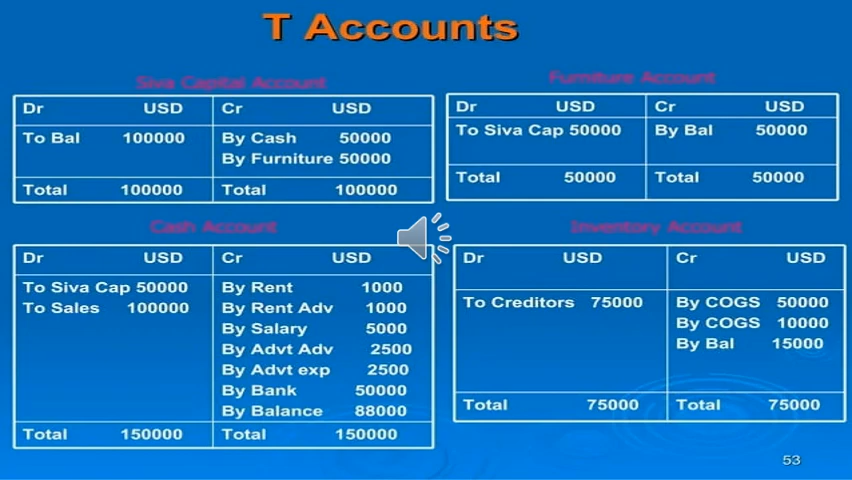 T Accounts
Siva Capital Account
Dr USD Cr USD
To Bal 100000 By Cash 50000
By Furniture 50000
Total 100000 Total 100000
Furniture Account
Dr USD Cr USD
To Siva Cap 50000 By Bal 50000
Total 50000 Total 50000
Cash Account
Dr USD Cr USD
To Siva Cap 50000 By Rent 1000
To Sales 100000 By Rent Adv 1000
By Salary 5000
By Advt Adv 2500
By Advt exp 2500
By Bank 50000
By Balance 88000
Total 150000 Total 150000
Inventory Account
Dr USD Cr USD
To Creditors 75000 By COGS 50000
By COGS 10000
By Bal 15000
Total 75000 Total 75000
53